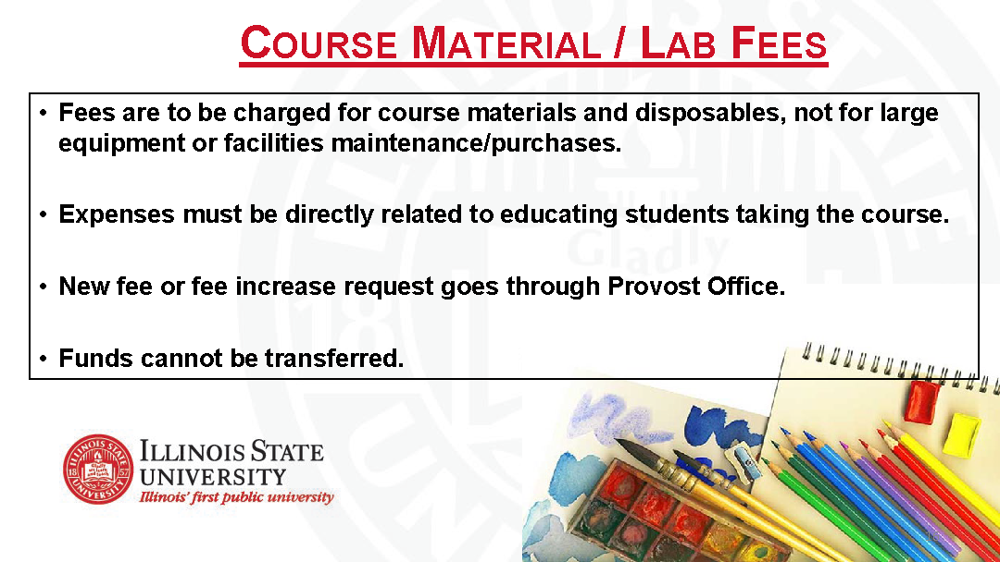 COURSE MATERIAL / LAB FEES
• Fees are to be charged for course materials and disposables, not for large
equipment or facilities maintenance/purchases.
• Expenses must be directly related to educating students taking the course.
• New fee or fee increase request goes through Provost Office.
• Funds cannot be transferred.
ILLINOIS STATE
UNIVERSITY
Illinois' first public university